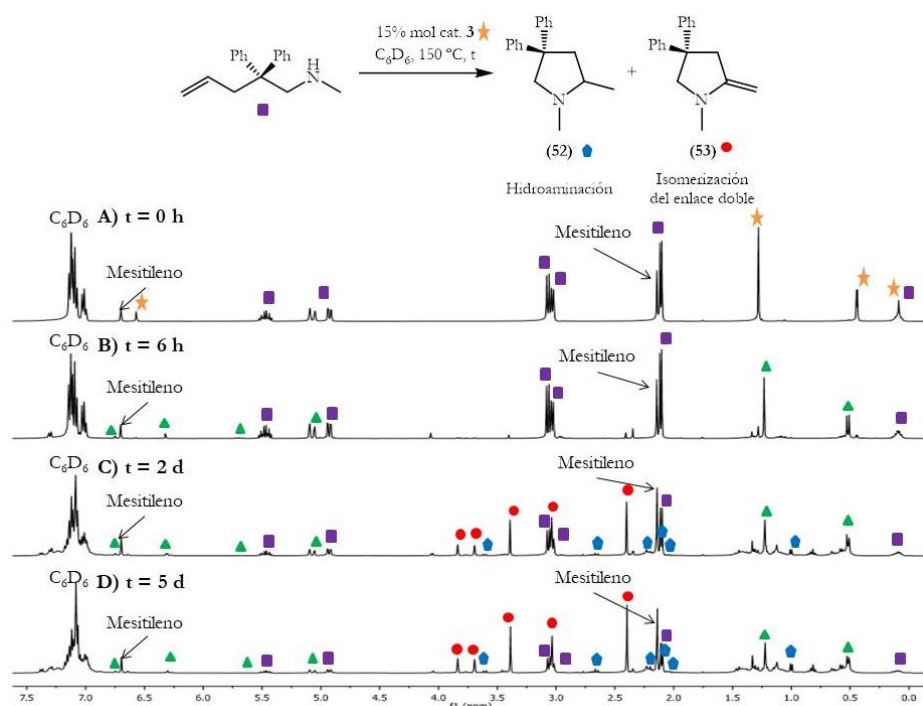 Ph Ph
H
N
15% mol cat. 3
C6D6, 150 °C, t
Ph
Ph
N
+
Ph
Ph
N
(52)
(53)
Hidroaminación
Isomerización
del enlace doble
C6D6 A) t = 0 h
Mesitileno
Mesitileno
C6D6 B) t = 6 h
Mesitileno
Mesitileno
C6D6 C) t = 2 d
Mesitileno
Mesitileno
C6D6 D) t = 5 d
Mesitileno
Mesitileno
7.5 7.0 6.5 6.0 5.5 5.0 4.5 4.0 3.5 3.0 2.5 2.0 1.5 1.0 0.5 0.0
f1 (ppm)